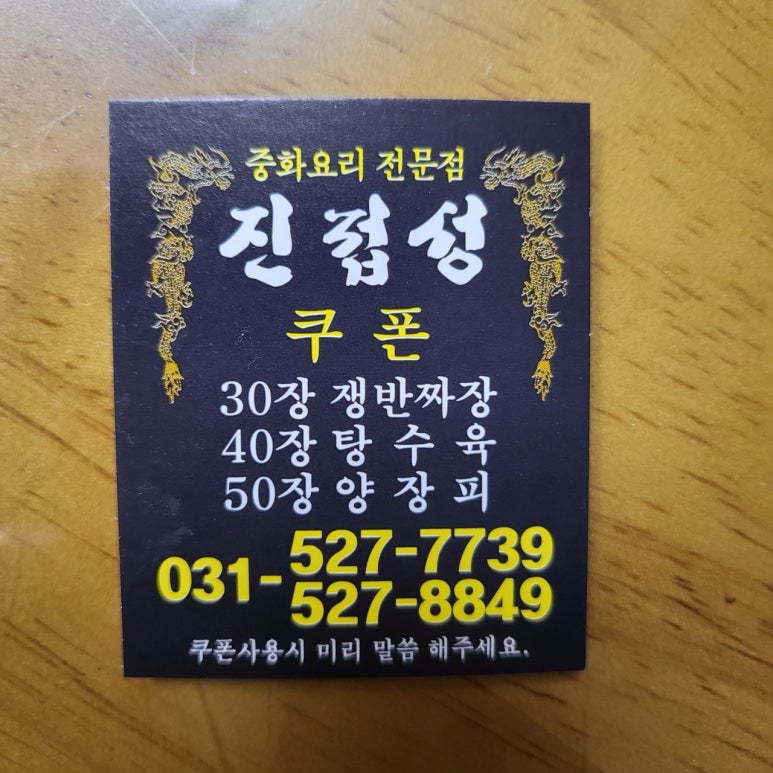 중화요리 전문점
진접성
쿠폰
30장 쟁반짜장
40장 탕수육
50장 양장피
031-527-7739
527-8849
쿠폰사용시 미리 말씀 해주세요.